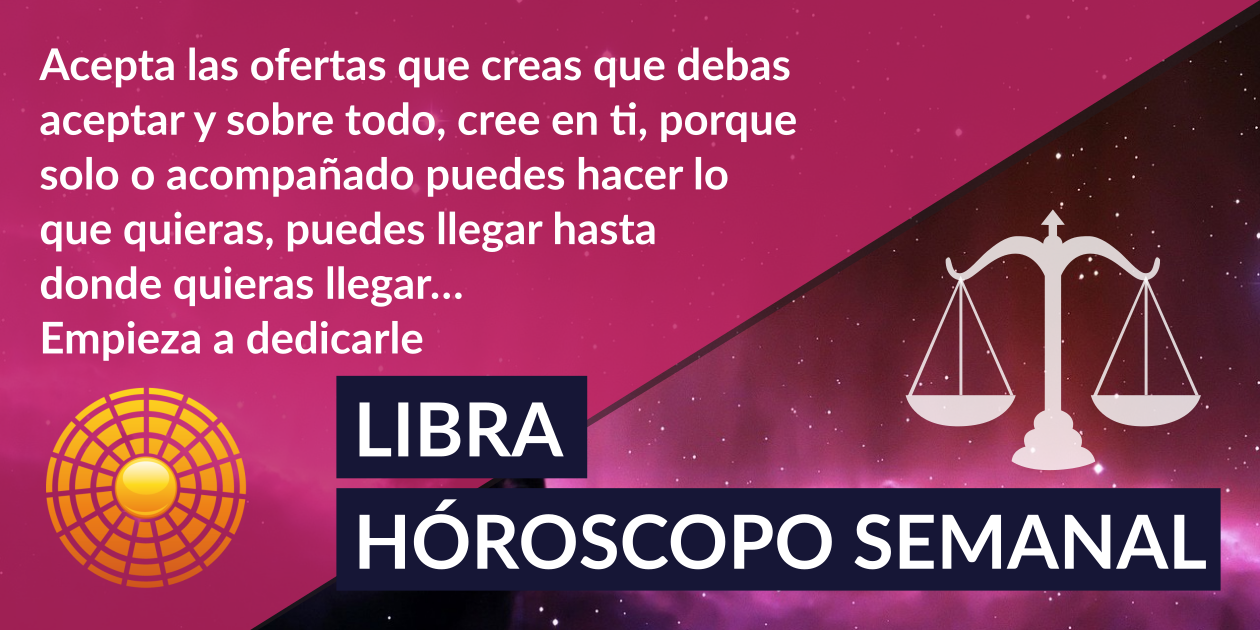 Acepta las ofertas que creas que debas
aceptar y sobre todo, cree en ti, porque
solo o acompañado puedes hacer lo
que quieras, puedes llegar hasta
donde quieras llegar...
Empieza a dedicarle
LIBRA
HÓROSCOPO SEMANAL